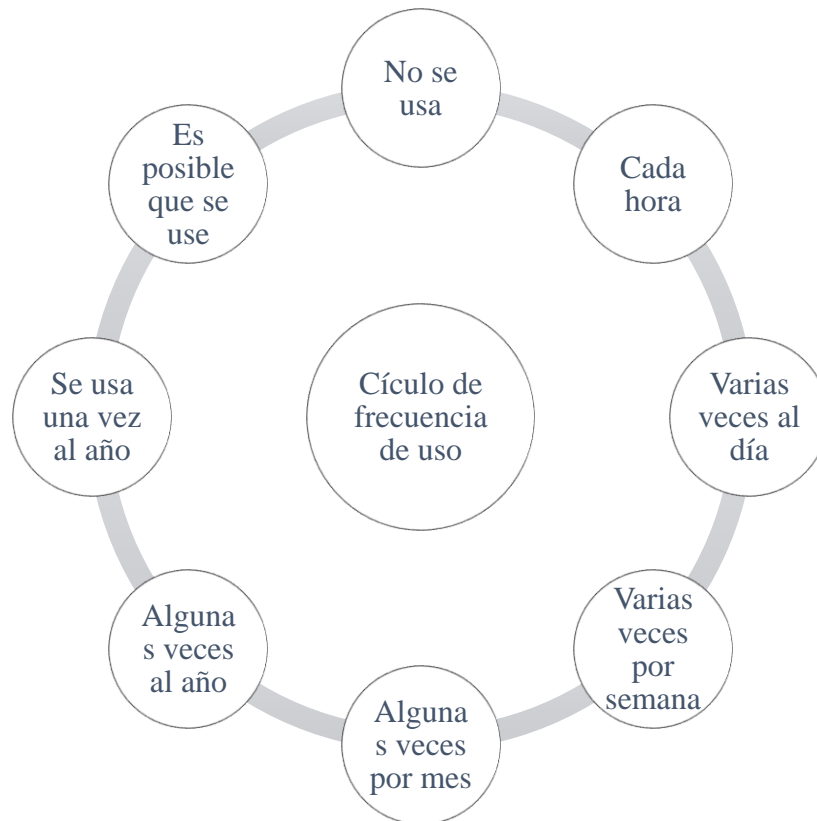 No se
usa
Cada
hora
Varias
veces al
día
Varias
veces
por
semana
Alguna
s veces
por mes
Alguna
s veces
al año
Se usa
una vez
al año
Es
posible
que se
use
Cículo de
frecuencia
de uso